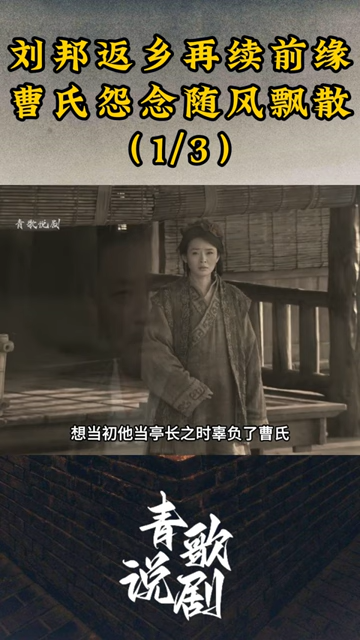 刘邦返乡再续前缘
曹氏怨念随风飘散
（1/3）
青歌说剧
想当初他当亭长之时辜负了曹氏
青歌
说剧